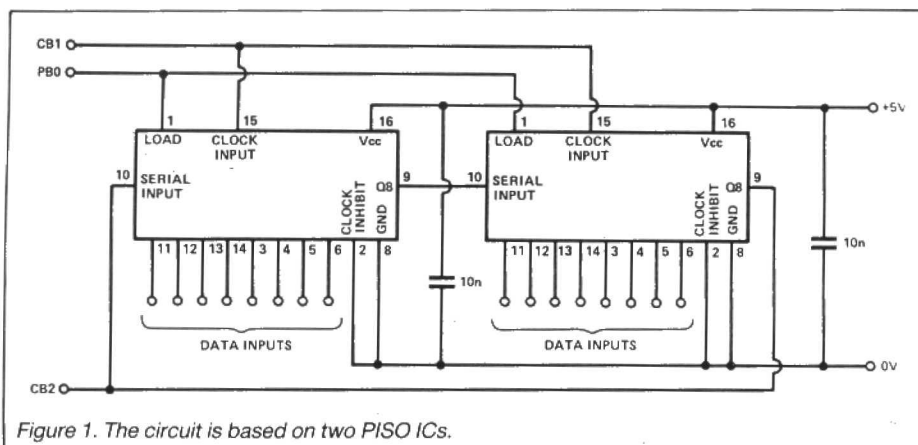 CB1
PB0
+5V
1 15 16 1 15 16
LOAD CLOCK INPUT Vcc LOAD CLOCK INPUT Vcc
10 SERIAL INPUT Q8 9 10 SERIAL INPUT Q8 9
CLOCK INHIBIT GND CLOCK INHIBIT GND
11 12 13 14 3 4 5 6 2 8 11 12 13 14 3 4 5 6 2 8
10n 10n
DATA INPUTS DATA INPUTS
0V
CB2
Figure 1. The circuit is based on two PISO ICs.